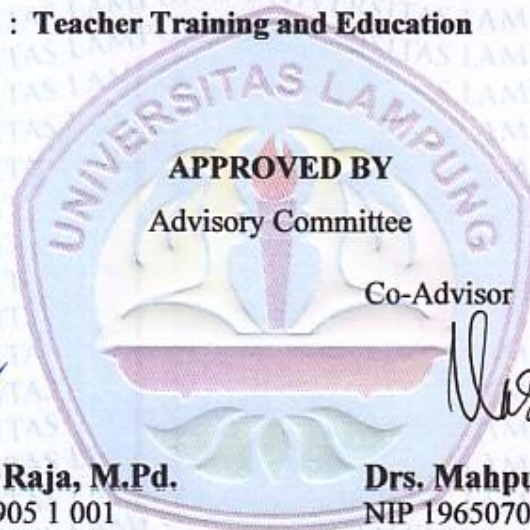 : Teacher Training and Education
UNIVERSITAS LAMPUNG
APPROVED BY
Advisory Committee
Co-Advisor
Raja, M.Pd.
Drs. Mahpu
905 1 001
NIP 1965070